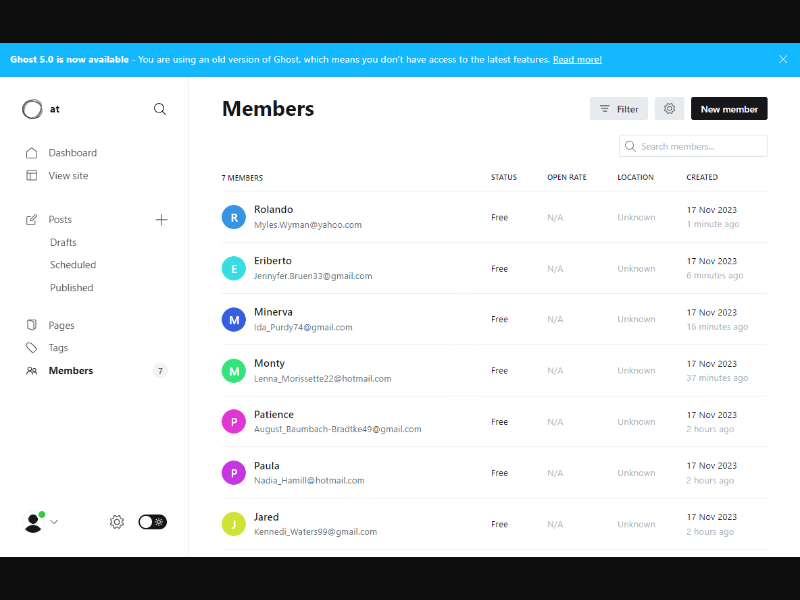 Ghost 5.0 is now available - You are using an old version of Ghost, which means you don't have access to the latest features. Read more!
at
Dashboard
View site
Posts
Drafts
Scheduled
Published
Pages
Tags
Members 7
Members
Filter
New member
Search members...
7 MEMBERS STATUS OPEN RATE LOCATION CREATED
R Rolando Myles.Wyman@yahoo.com Free N/A Unknown 17 Nov 2023 1 minute ago
E Eriberto Jennyfer.Bruen33@gmail.com Free N/A Unknown 17 Nov 2023 6 minutes ago
M Minerva Ida_Purdy74@gmail.com Free N/A Unknown 17 Nov 2023 16 minutes ago
M Monty Lenna_Morissette22@hotmail.com Free N/A Unknown 17 Nov 2023 37 minutes ago
P Patience August_Baumbach-Bradtke49@gmail.com Free N/A Unknown 17 Nov 2023 2 hours ago
P Paula Nadia_Hamill@hotmail.com Free N/A Unknown 17 Nov 2023 2 hours ago
J Jared Kennedi_Waters99@gmail.com Free N/A Unknown 17 Nov 2023 2 hours ago